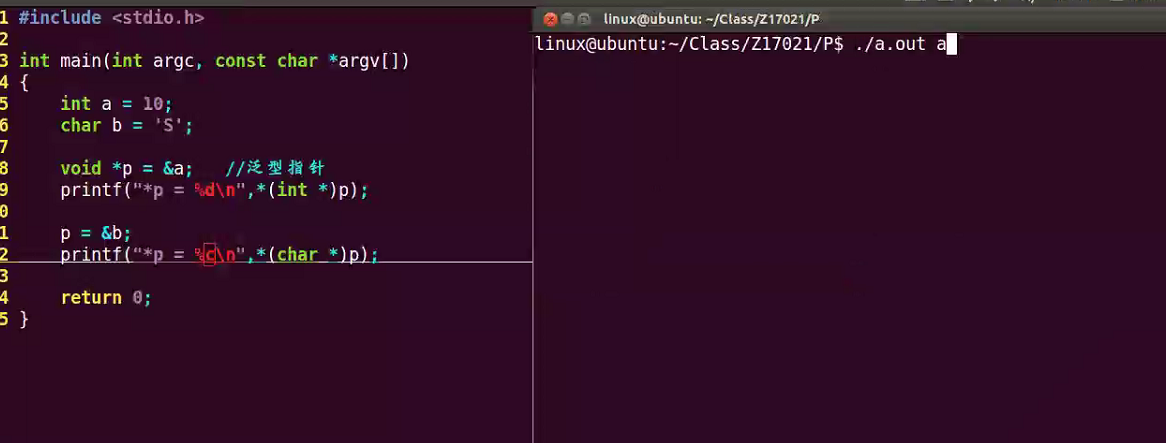 1 #include <stdio.h>
2
3 int main(int argc, const char *argv[])
4 {
5     int a = 10;
6     char b = 'S';
7
8     void *p = &a;   //泛型指针
9     printf("*p = %d\n",*(int *)p);
0
1     p = &b;
2     printf("*p = %c\n",*(char *)p);
3
4     return 0;
5 }
linux@ubuntu: ~/Class/Z17021/P
linux@ubuntu:~/Class/Z17021/P$ ./a.out a